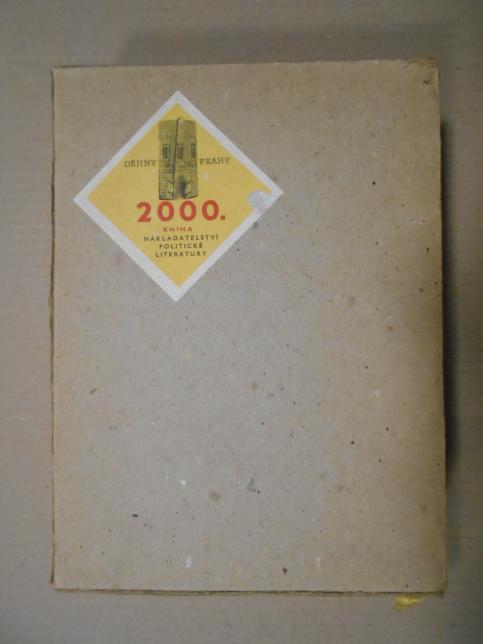 DĚJINY PRAHY
2000.
KNIHA
NAKLADATELSTVÍ
POLITICKÉ
LITERATURY